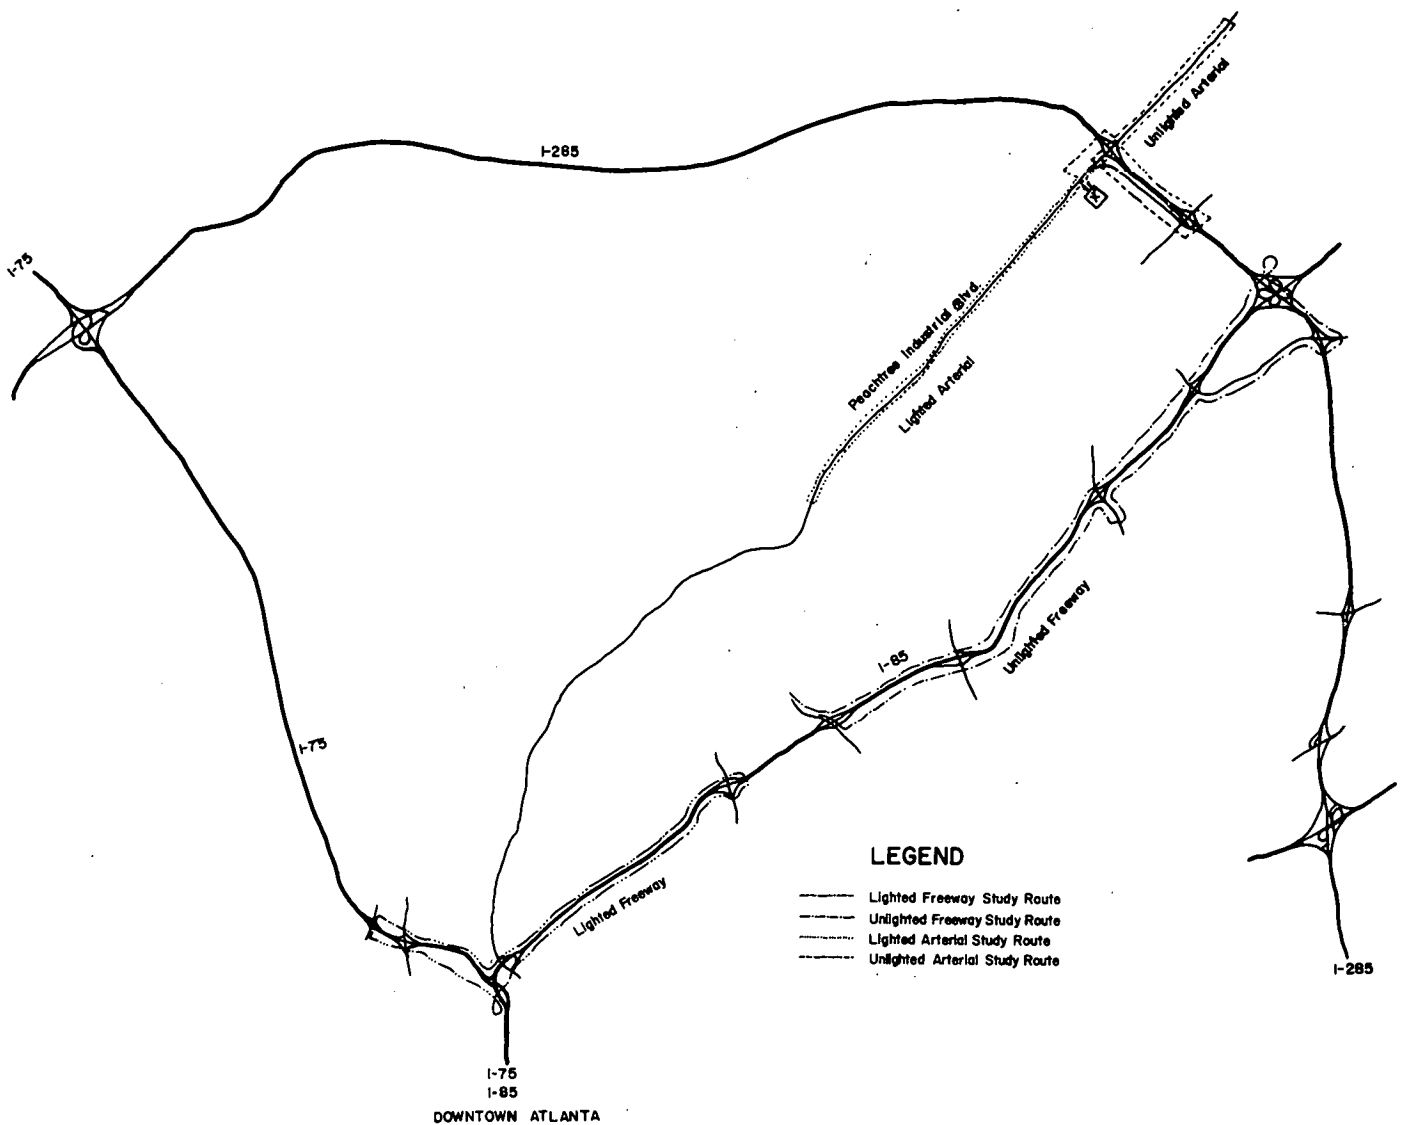 Unlighted Arterial
I-285
I-75
Peachtree Industrial Blvd.
Lighted Arterial
Unlighted Freeway
I-85
I-75
Lighted Freeway
LEGEND
Lighted Freeway Study Route
Unlighted Freeway Study Route
Lighted Arterial Study Route
Unlighted Arterial Study Route
I-285
I-75
I-85
DOWNTOWN ATLANTA